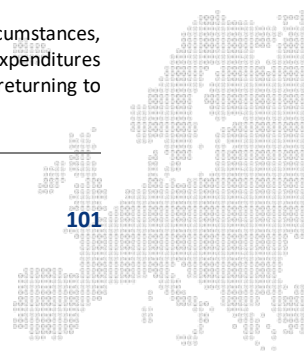 cumstances,
xpenditures
returning to
101